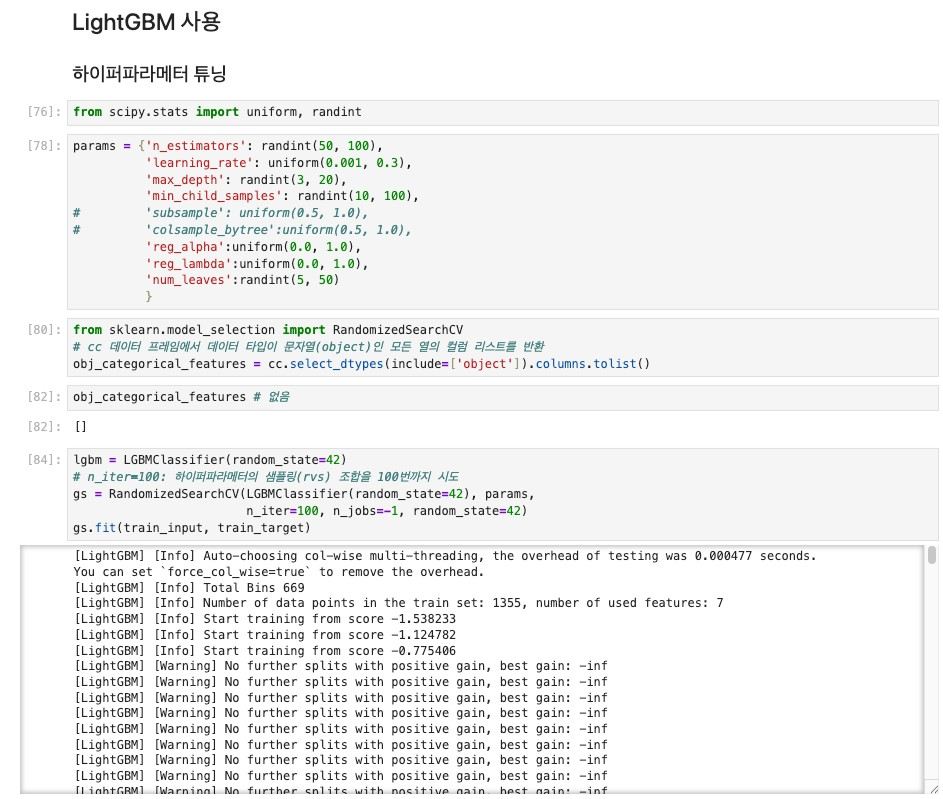 LightGBM 사용
하이퍼파라메터 튜닝
[76]: from scipy.stats import uniform, randint
[78]: params = {'n_estimators': randint(50, 100),
'learning_rate': uniform(0.001, 0.3),
'max_depth': randint(3, 20),
'min_child_samples': randint(10, 100),
# 'subsample': uniform(0.5, 1.0),
# 'colsample_bytree':uniform(0.5, 1.0),
'reg_alpha':uniform(0.0, 1.0),
'reg_lambda':uniform(0.0, 1.0),
'num_leaves':randint(5, 50)
}
[80]: from sklearn.model_selection import RandomizedSearchCV
# cc 데이터 프레임에서 데이터 타입이 문자열(object)인 모든 열의 컬럼 리스트를 반환
obj_categorical_features = cc.select_dtypes(include=['object']).columns.tolist()
[82]: obj_categorical_features # 없음
[82]: []
[84]: lgbm = LGBMClassifier(random_state=42)
# n_iter=100: 하이퍼파라메터의 샘플링(rvs) 조합을 100번까지 시도
gs = RandomizedSearchCV(LGBMClassifier(random_state=42), params,
n_iter=100, n_jobs=-1, random_state=42)
gs.fit(train_input, train_target)
[LightGBM] [Info] Auto-choosing col-wise multi-threading, the overhead of testing was 0.000477 seconds.
You can set `force_col_wise=true` to remove the overhead.
[LightGBM] [Info] Total Bins 669
[LightGBM] [Info] Number of data points in the train set: 1355, number of used features: 7
[LightGBM] [Info] Start training from score -1.538233
[LightGBM] [Info] Start training from score -1.124782
[LightGBM] [Info] Start training from score -0.775406
[LightGBM] [Warning] No further splits with positive gain, best gain: -inf
[LightGBM] [Warning] No further splits with positive gain, best gain: -inf
[LightGBM] [Warning] No further splits with positive gain, best gain: -inf
[LightGBM] [Warning] No further splits with positive gain, best gain: -inf
[LightGBM] [Warning] No further splits with positive gain, best gain: -inf
[LightGBM] [Warning] No further splits with positive gain, best gain: -inf
[LightGBM] [Warning] No further splits with positive gain, best gain: -inf
[LightGBM] [Warning] No further splits with positive gain, best gain: -inf
[LightGBM] [Warning] No further splits with positive gain, best gain: -inf